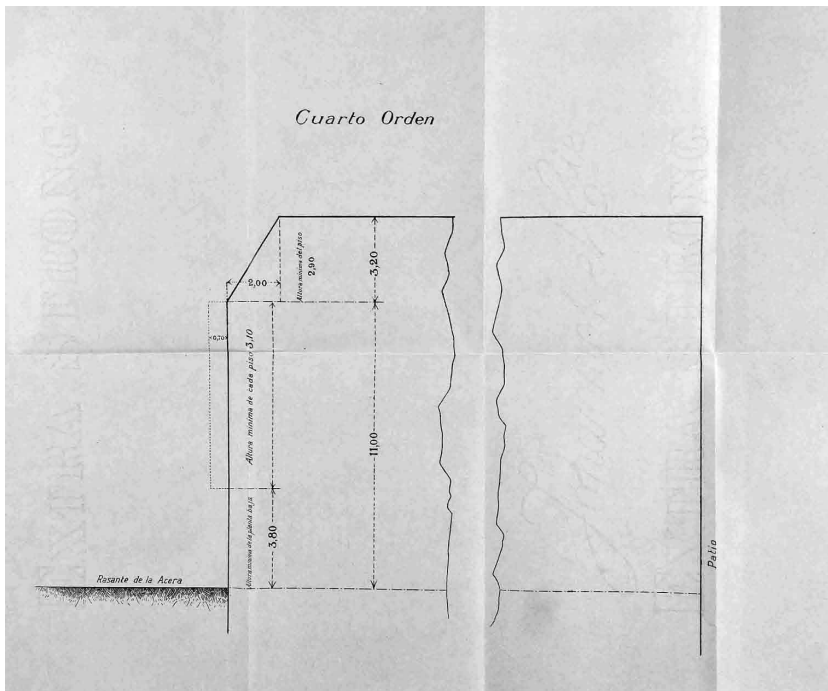 Cuarto Orden
Altura mínima del piso
2,90
3,20
2,00
0,70
Altura mínima de cada piso 3,10
11,00
Altura mínima de la planta baja
3,80
Rasante de la Acera
Patio